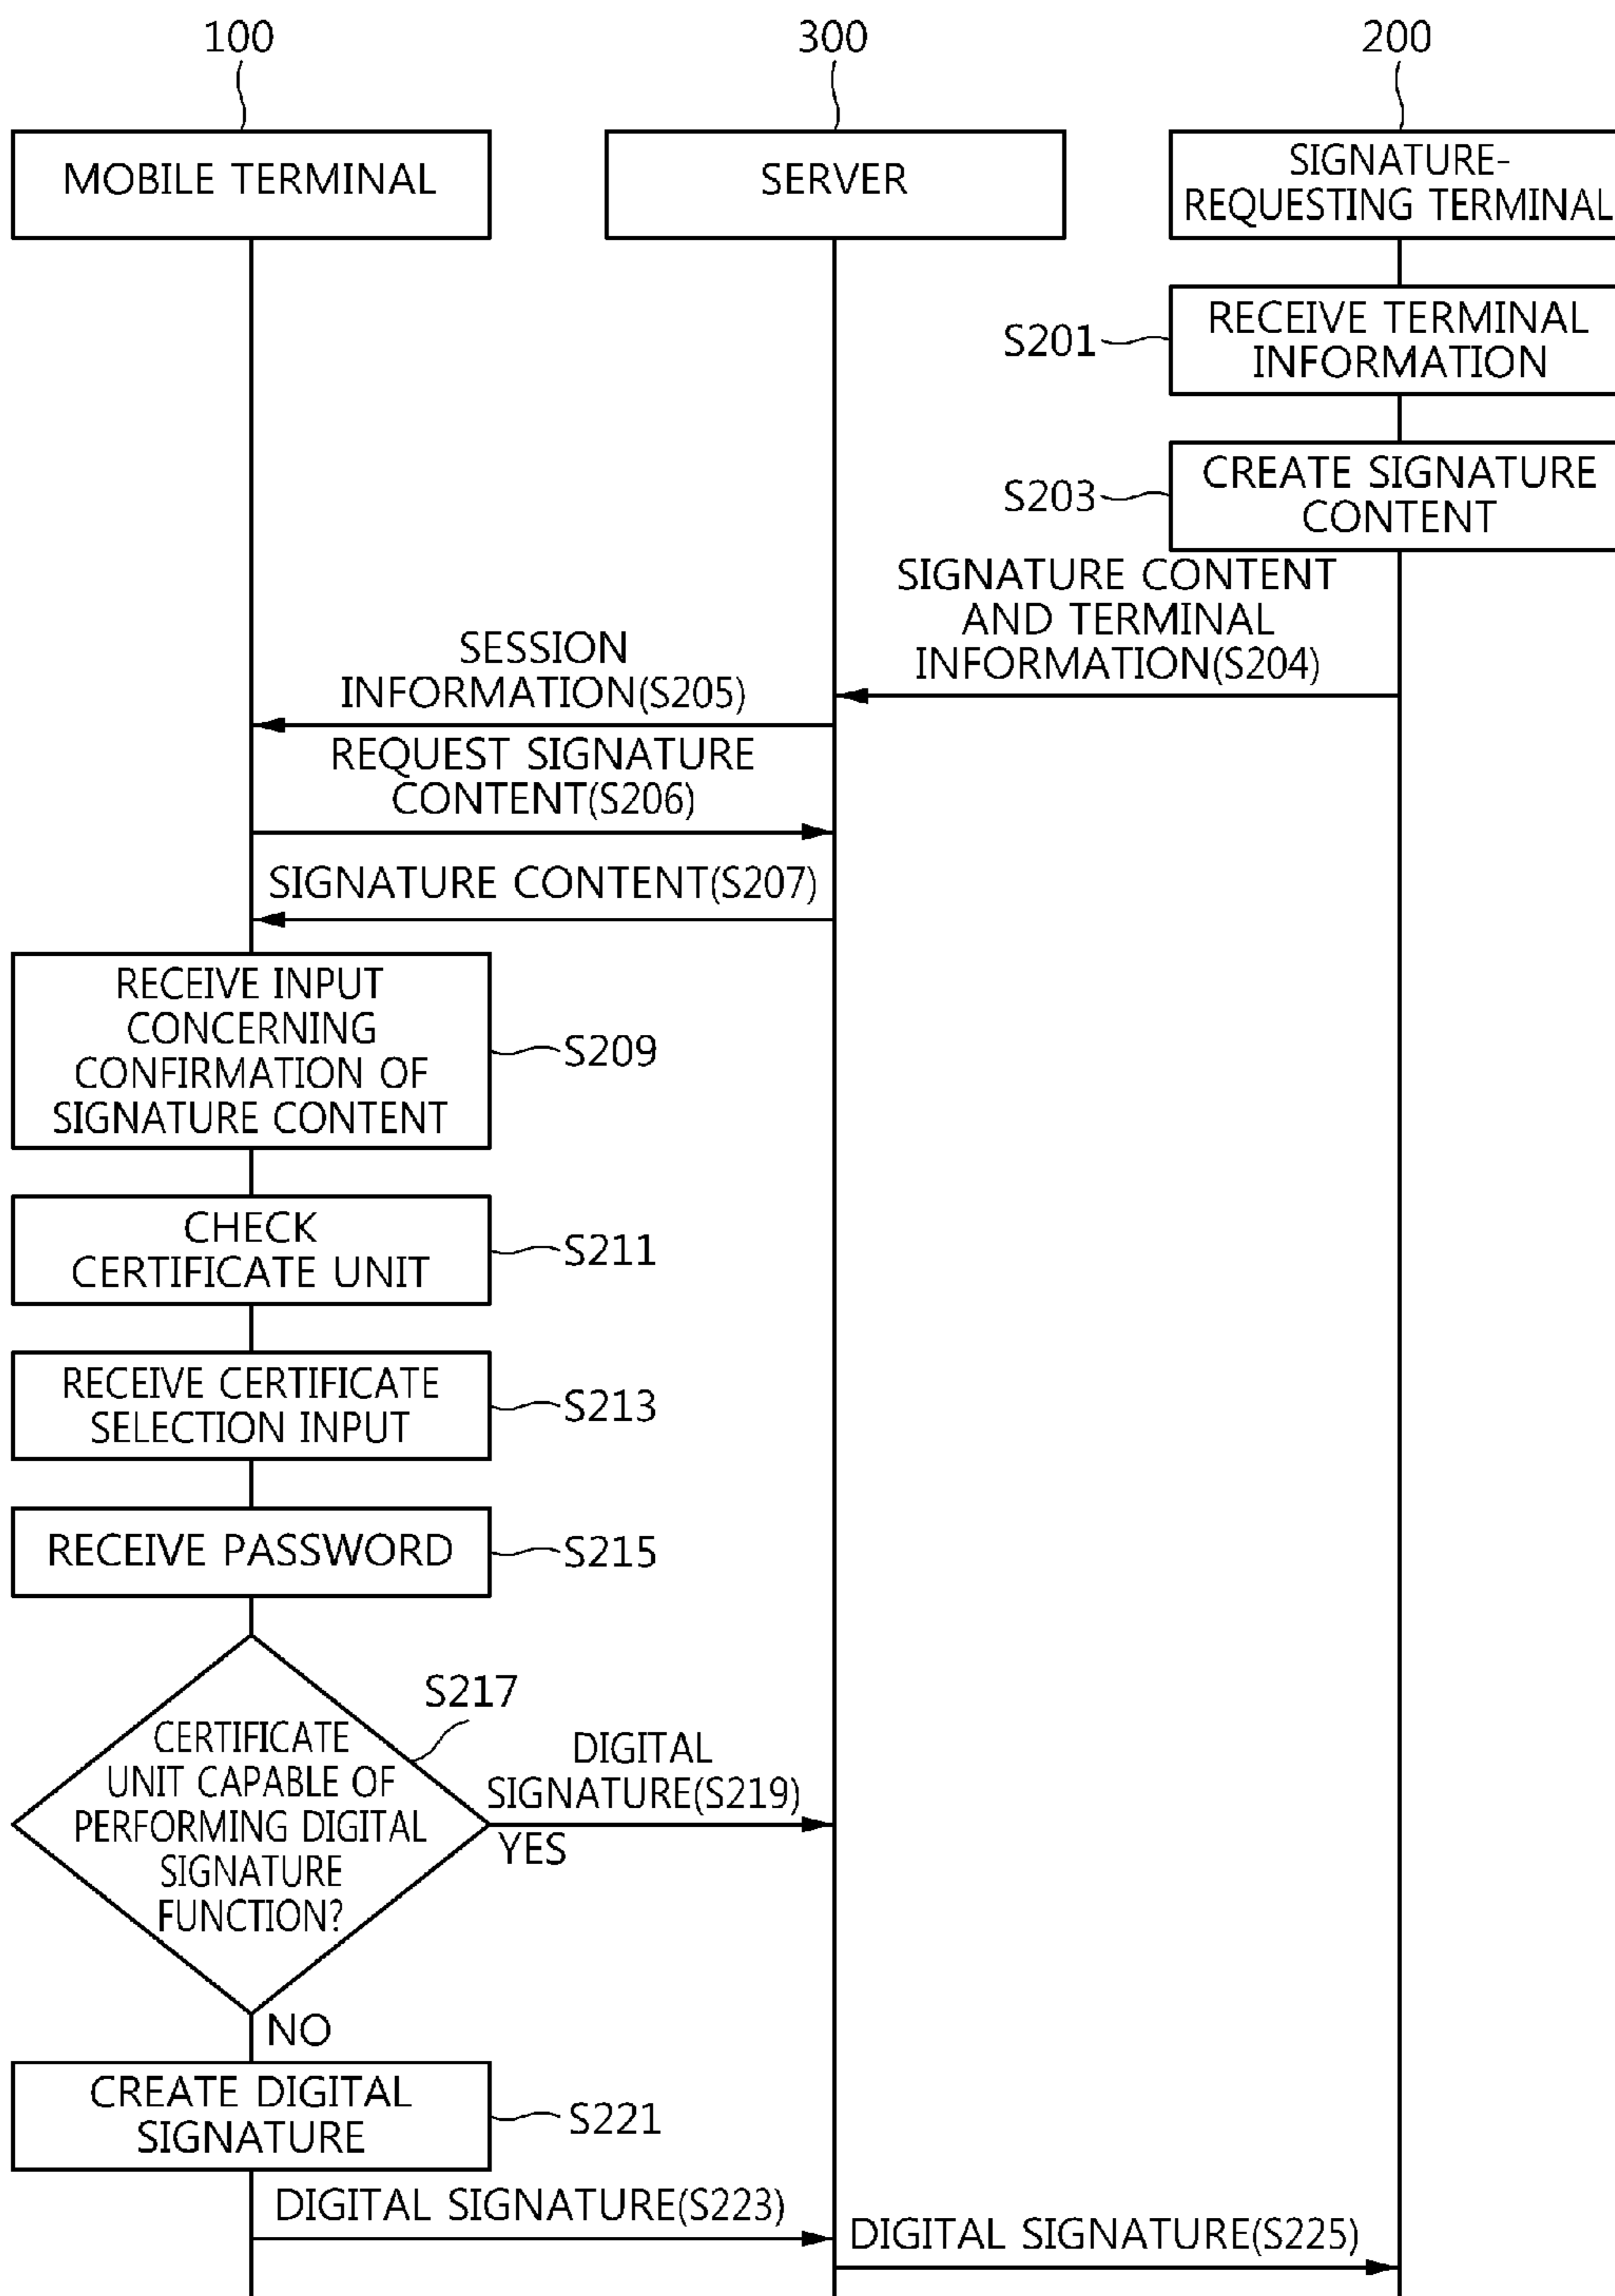 100
300
200
MOBILE TERMINAL
SERVER
SIGNATURE-
REQUESTING TERMINAL
S201
RECEIVE TERMINAL
INFORMATION
S203
CREATE SIGNATURE
CONTENT
SIGNATURE CONTENT
AND TERMINAL
INFORMATION(S204)
SESSION
INFORMATION(S205)
REQUEST SIGNATURE
CONTENT(S206)
SIGNATURE CONTENT(S207)
RECEIVE INPUT
CONCERNING
CONFIRMATION OF
SIGNATURE CONTENT
S209
CHECK
CERTIFICATE UNIT
S211
RECEIVE CERTIFICATE
SELECTION INPUT
S213
RECEIVE PASSWORD
S215
S217
CERTIFICATE
UNIT CAPABLE OF
PERFORMING DIGITAL
SIGNATURE
FUNCTION?
DIGITAL
SIGNATURE(S219)
YES
NO
CREATE DIGITAL
SIGNATURE
S221
DIGITAL SIGNATURE(S223)
DIGITAL SIGNATURE(S225)